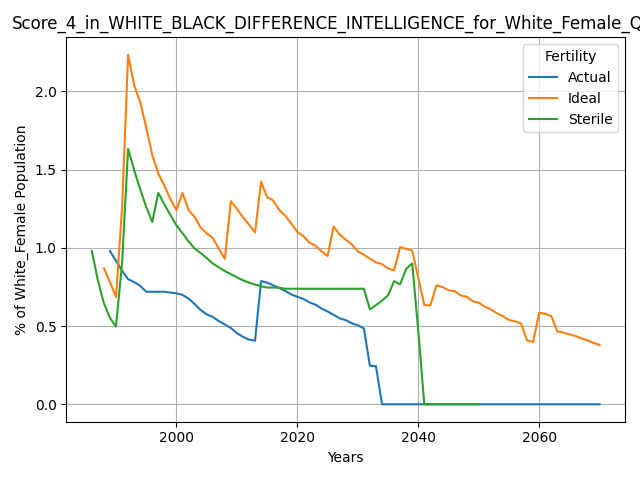 Score_4_in_WHITE_BLACK_DIFFERENCE_INTELLIGENCE_for_White_Female_Q
% of White_Female Population
2.0
1.5
1.0
0.5
0.0
Fertility
Actual
Ideal
Sterile
2000 2020 2040 2060
Years